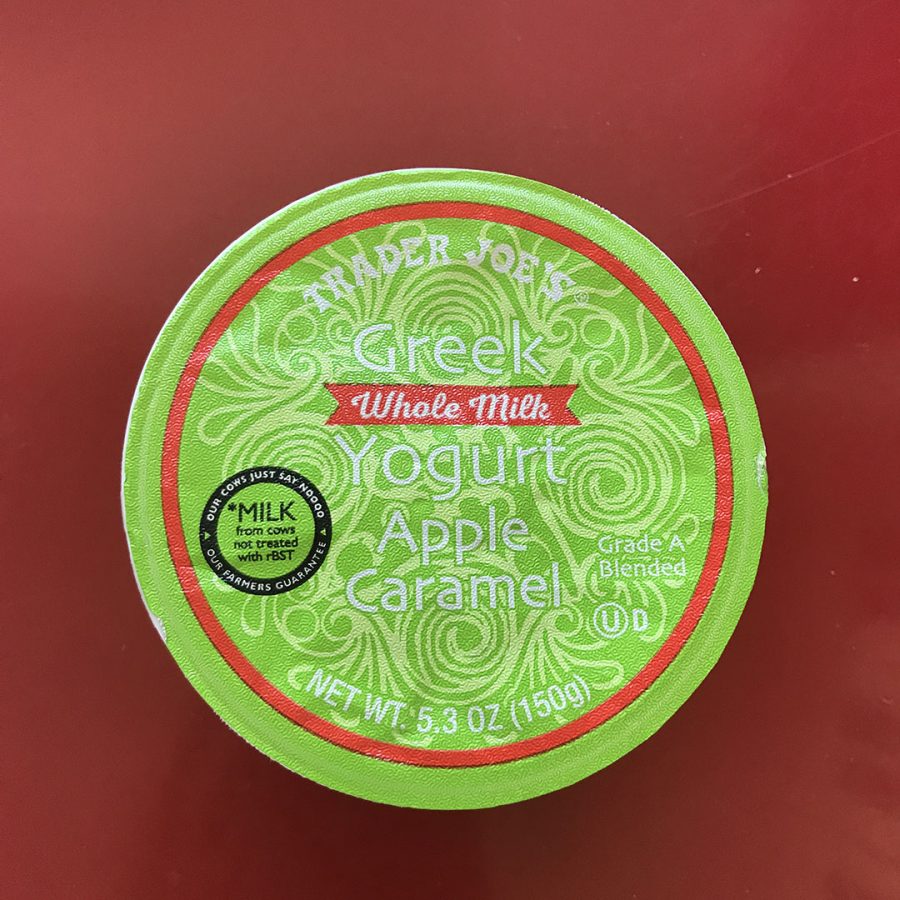 TRADER JOE'S®
Greek
Whole Milk
Yogurt
Apple
Caramel
Grade A
Blended
U D
OUR COWS JUST SAY NOOOO
*MILK
from cows
not treated
with rBST
OUR FARMERS GUARANTEE
NET WT. 5.3 OZ (150g)